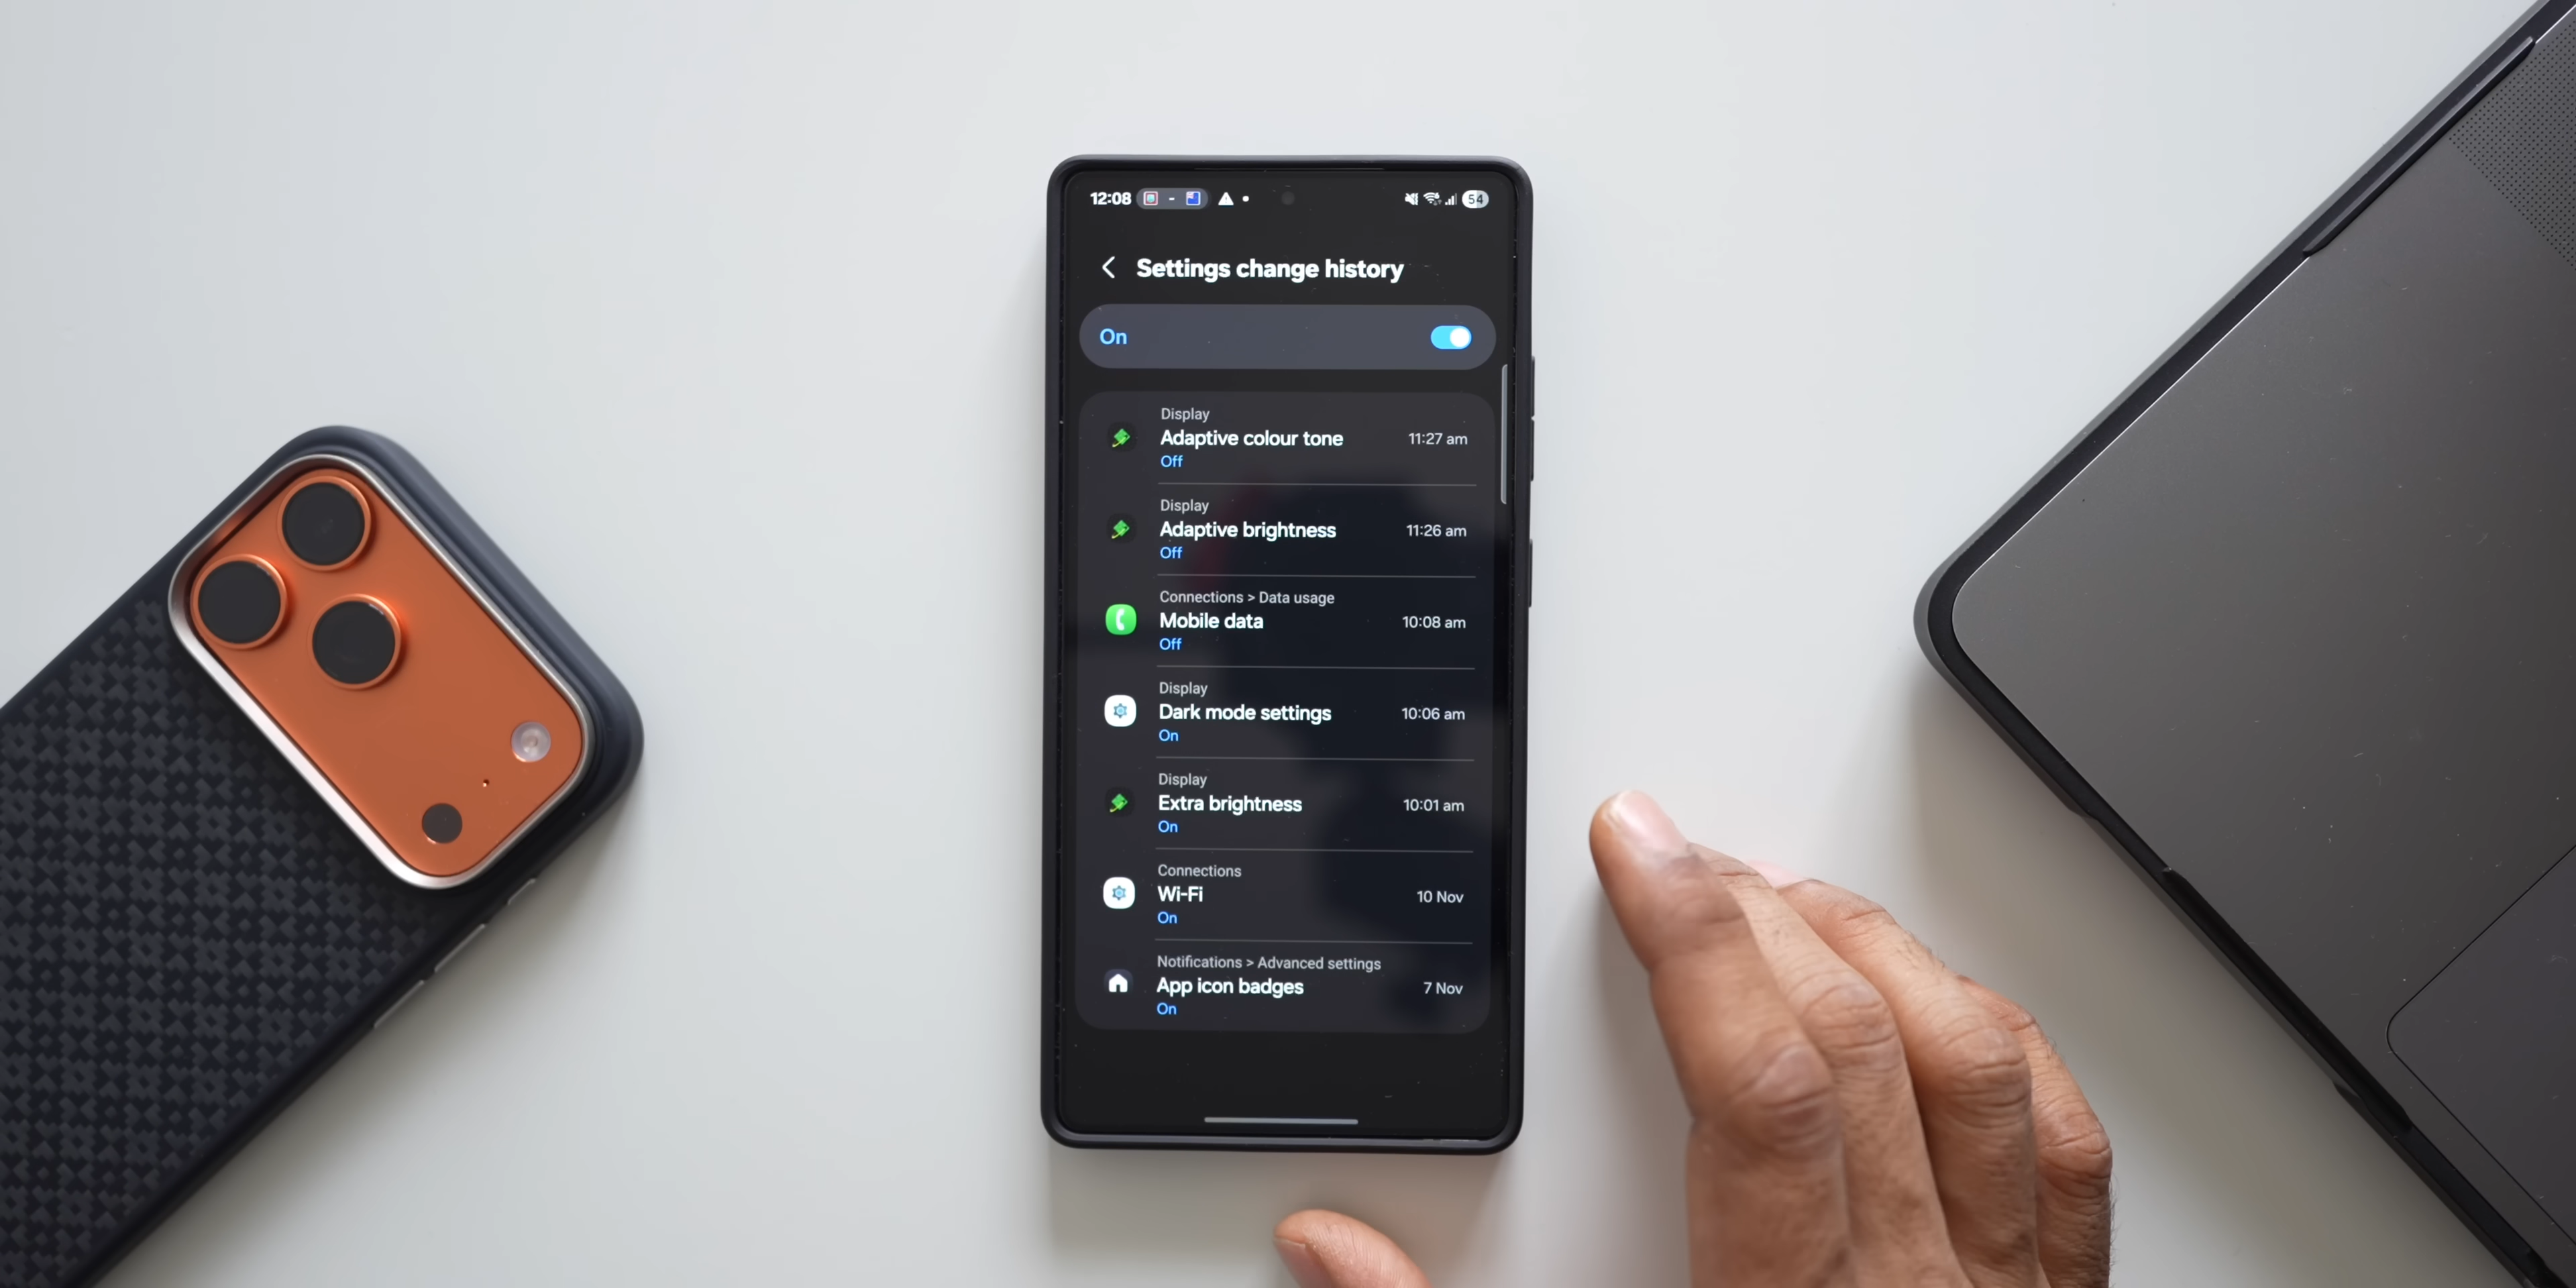 12:08
54
Settings change history
On
Display
Adaptive colour tone 11:27 am
Off
Display
Adaptive brightness 11:26 am
Off
Connections > Data usage
Mobile data 10:08 am
Off
Display
Dark mode settings 10:06 am
On
Display
Extra brightness 10:01 am
On
Connections
Wi-Fi 10 Nov
On
Notifications > Advanced settings
App icon badges 7 Nov
On